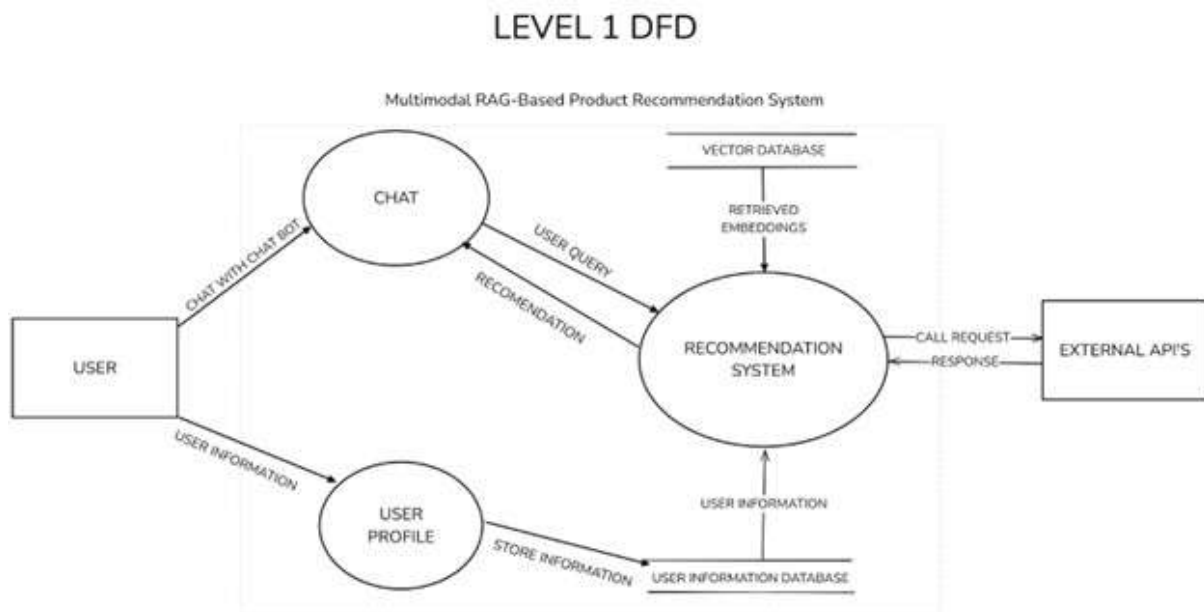 LEVEL 1 DFD
Multimodal RAG-Based Product Recommendation System
VECTOR DATABASE
CHAT
RETRIEVED
EMBEDDINGS
CHAT WITH CHAT BOT
USER QUERY
RECOMENDATION
USER
RECOMMENDATION
SYSTEM
CALL REQUEST
RESPONSE
EXTERNAL API'S
USER INFORMATION
USER
PROFILE
USER INFORMATION
STORE INFORMATION
USER INFORMATION DATABASE